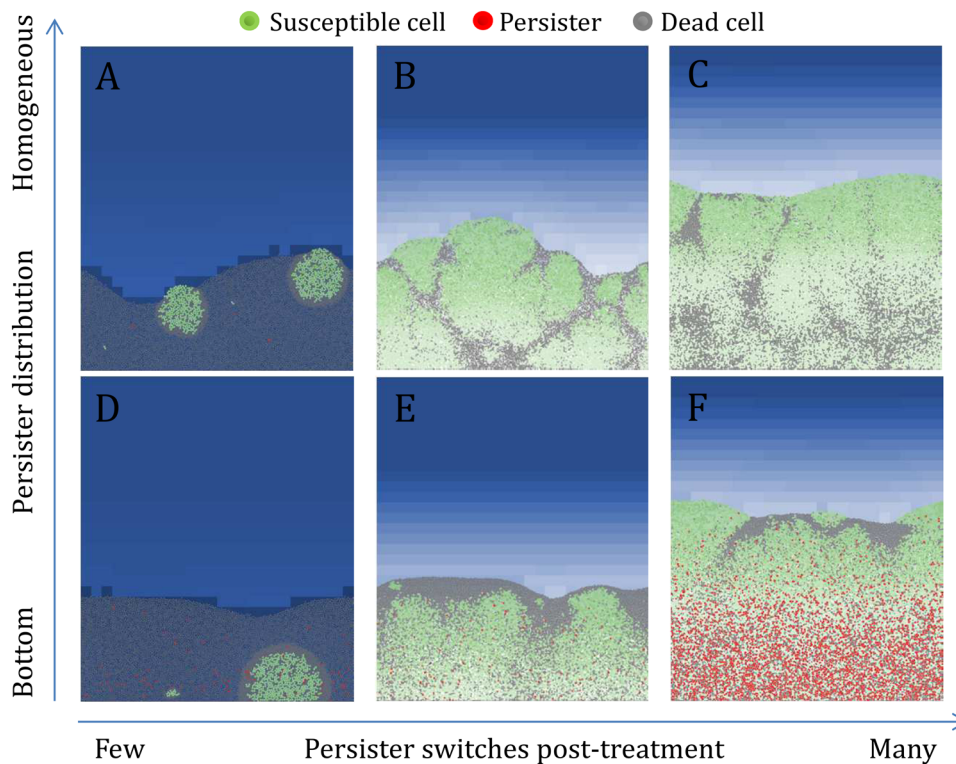 Susceptible cell Persister Dead cell
Homogeneous
Persister distribution
Bottom
A B C
D E F
Few Persister switches post-treatment Many